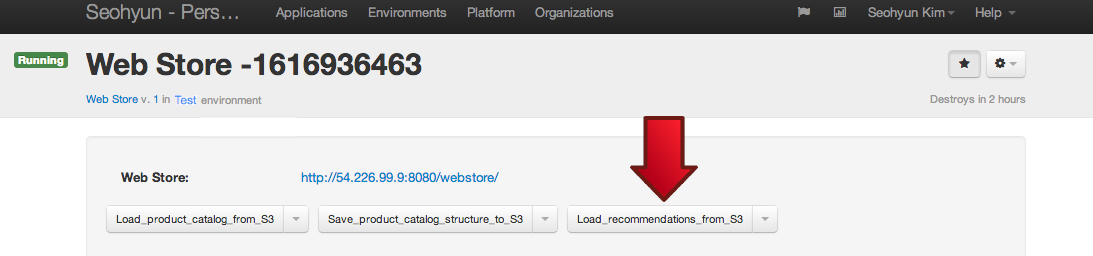 Seohyun - Pers... Applications Environments Platform Organizations Seohyun Kim Help
Running Web Store -1616936463
Web Store v. 1 in Test environment Destroys in 2 hours
Web Store: http://54.226.99.9:8080/webstore/
Load_product_catalog_from_S3 Save_product_catalog_structure_to_S3 Load_recommendations_from_S3